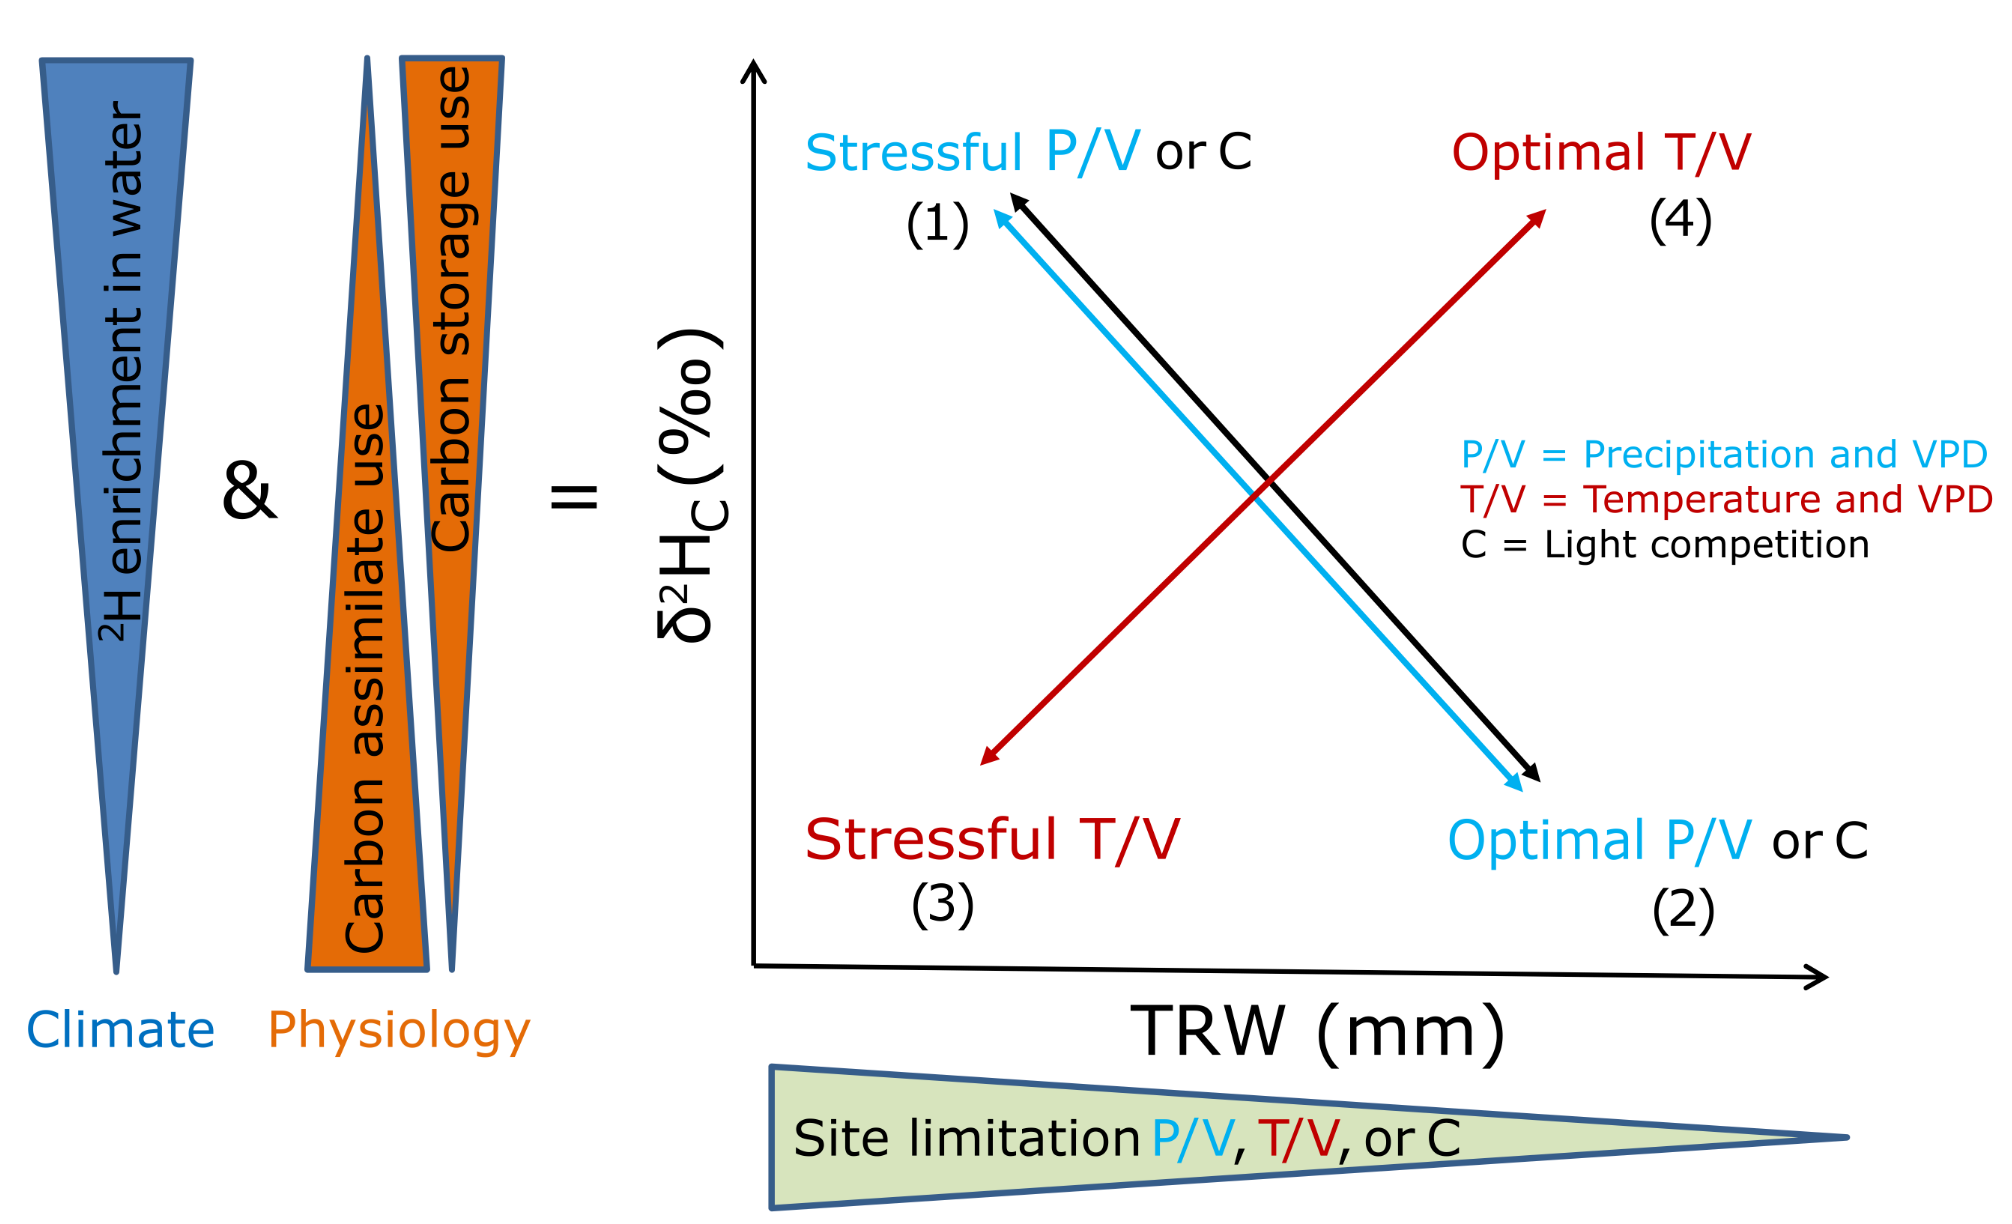 ²H enrichment in water
&
Carbon assimilate use
Carbon storage use
=
Climate
Physiology
δ²H_C (‰)
Stressful P/V or C
(1)
Optimal T/V
(4)
P/V = Precipitation and VPD
T/V = Temperature and VPD
C = Light competition
Stressful T/V
(3)
Optimal P/V or C
(2)
TRW (mm)
Site limitation P/V, T/V, or C